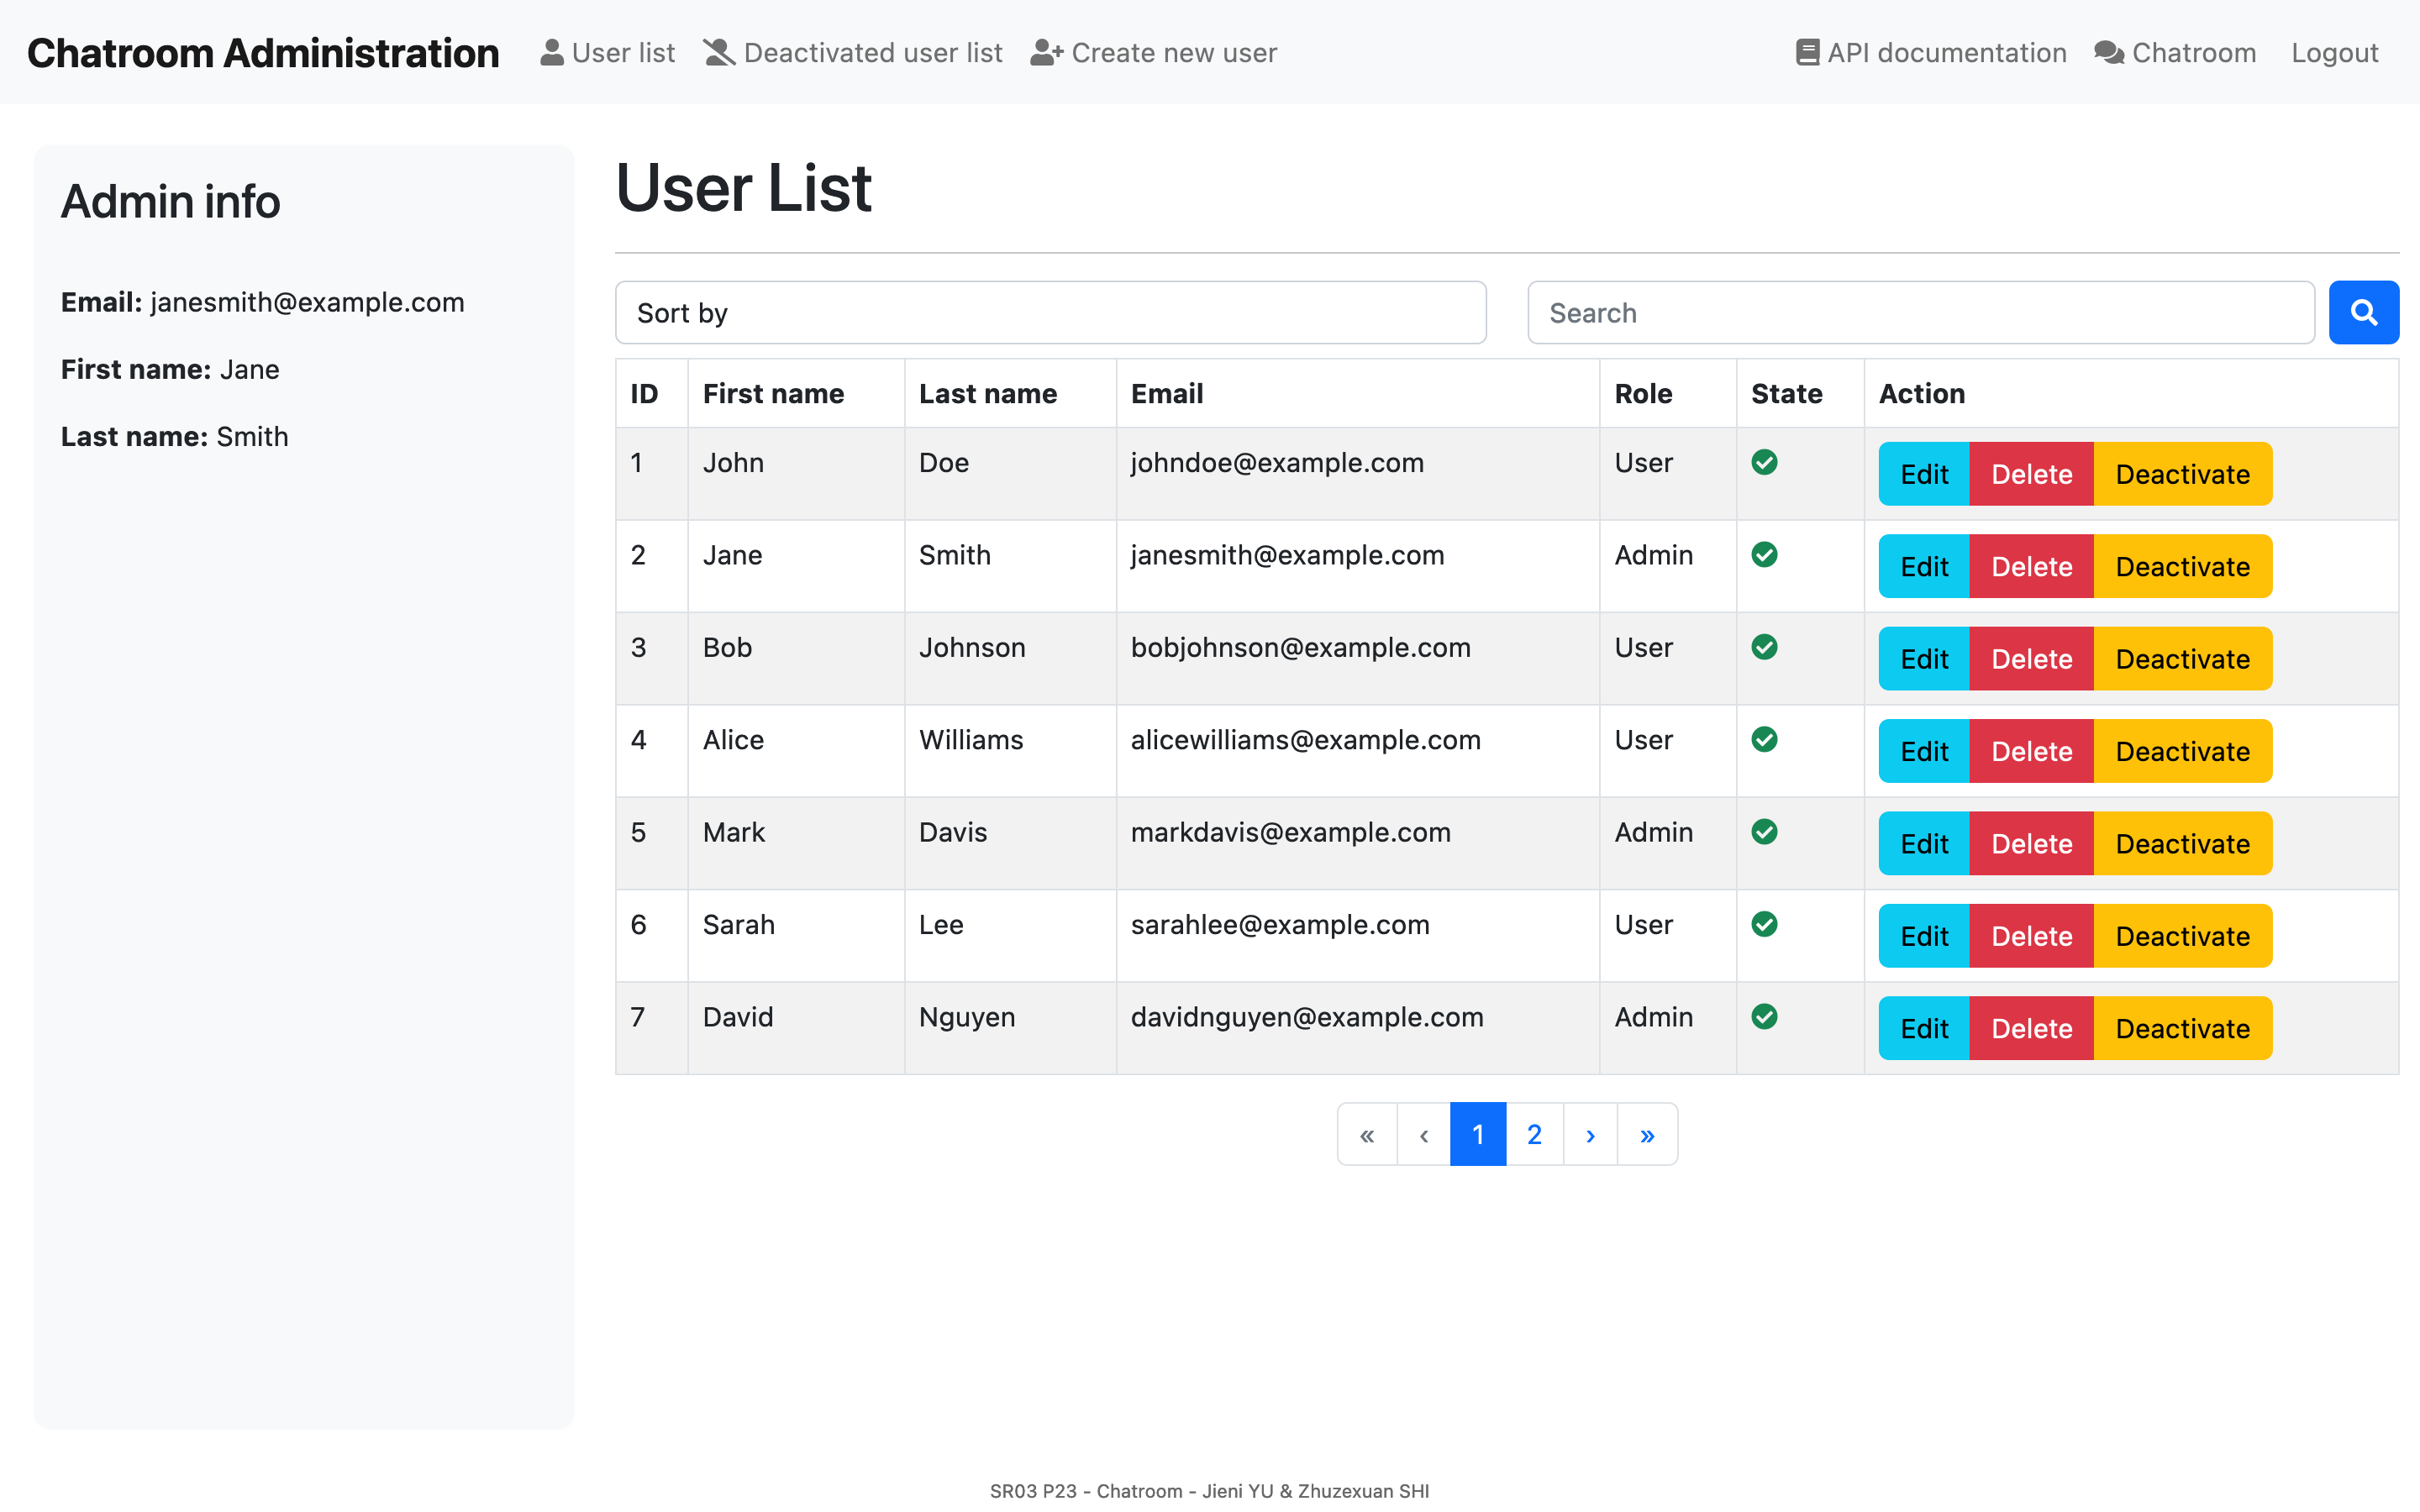 Chatroom Administration User list Deactivated user list Create new user API documentation Chatroom Logout
Admin info
Email: janesmith@example.com
First name: Jane
Last name: Smith
User List
Sort by Search
ID First name Last name Email Role State Action
1 John Doe johndoe@example.com User Edit Delete Deactivate
2 Jane Smith janesmith@example.com Admin Edit Delete Deactivate
3 Bob Johnson bobjohnson@example.com User Edit Delete Deactivate
4 Alice Williams alicewilliams@example.com User Edit Delete Deactivate
5 Mark Davis markdavis@example.com Admin Edit Delete Deactivate
6 Sarah Lee sarahlee@example.com User Edit Delete Deactivate
7 David Nguyen davidnguyen@example.com Admin Edit Delete Deactivate
« ‹ 1 2 › »
SR03 P23 - Chatroom - Jieni YU & Zhuzexuan SHI